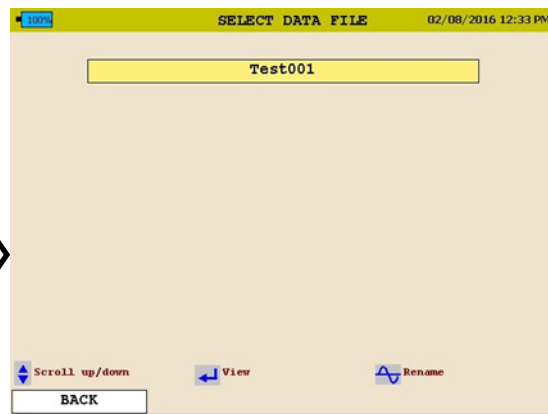 100% SELECT DATA FILE 02/08/2016 12:33 PM
Test001
Scroll up/down View Rename
BACK